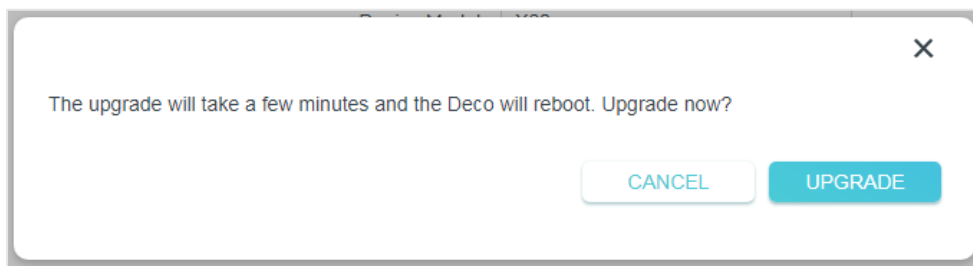 The upgrade will take a few minutes and the Deco will reboot. Upgrade now?
CANCEL
UPGRADE